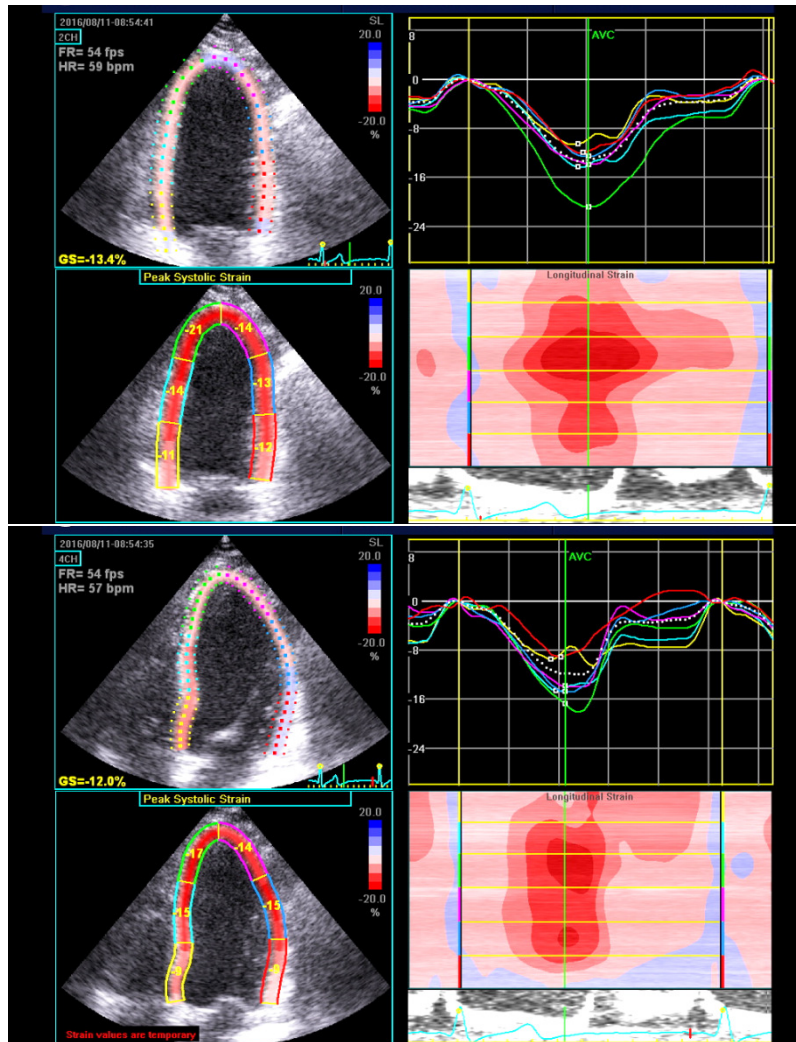 2016/08/11-08:54:41
SL
2CH
20.0
FR= 54 fps
HR= 59 bpm
-20.0
%
GS=-13.4%
AVC
8
0
-8
-16
-24
Peak Systolic Strain
Longitudinal Strain
20.0
-21
-14
-14
-13
-11
-12
-20.0
%
2016/08/11-08:54:35
SL
4CH
20.0
FR= 54 fps
HR= 57 bpm
-20.0
%
GS=-12.0%
AVC
8
0
-8
-16
-24
Peak Systolic Strain
Longitudinal Strain
20.0
-17
-14
-15
-15
-9
-20.0
%
Strain values are temporary